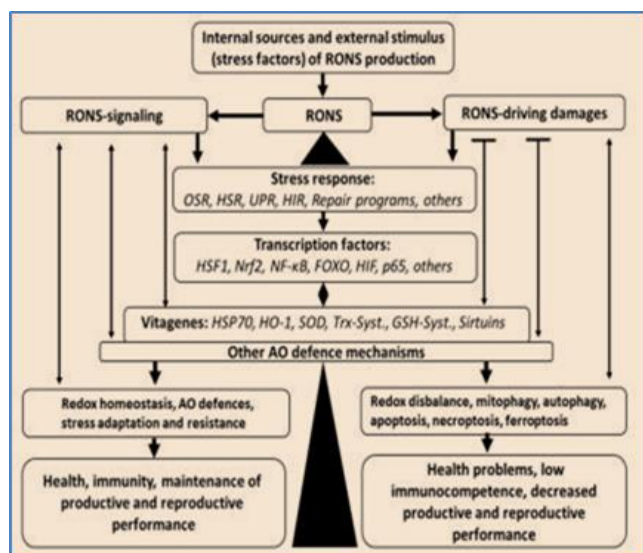 Internal sources and external stimulus
(stress factors) of RONS production
RONS-signaling
RONS
RONS-driving damages
Stress response:
OSR, HSR, UPR, HIR, Repair programs, others
Transcription factors:
HSF1, Nrf2, NF-κB, FOXO, HIF, p65, others
Vitagenes: HSP70, HO-1, SOD, Trx-Syst., GSH-Syst., Sirtuins
Other AO defence mechanisms
Redox homeostasis, AO defences,
stress adaptation and resistance
Redox disbalance, mitophagy, autophagy,
apoptosis, necroptosis, ferroptosis
Health, immunity, maintenance of
productive and reproductive
performance
Health problems, low
immunocompetence, decreased
productive and reproductive
performance